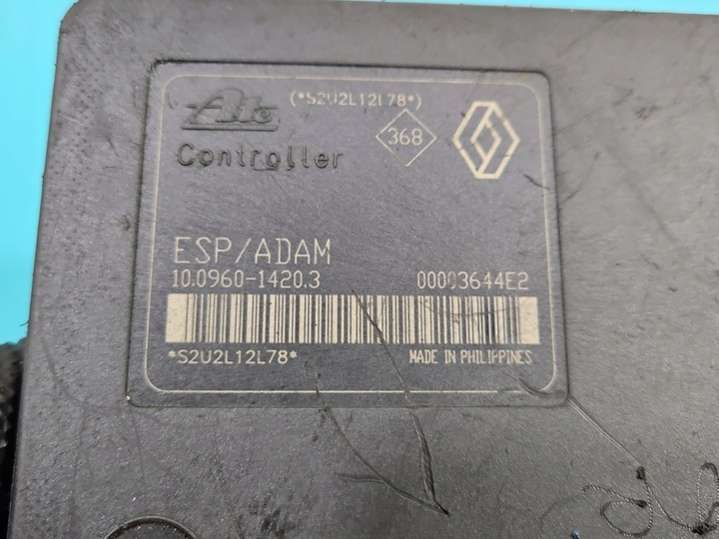 Ate
(*S2U2L12L78*)
368
Controller
ESP/ADAM
10.0960-1420.3
00003644E2
*S2U2L12L78*
MADE IN PHILIPPINES